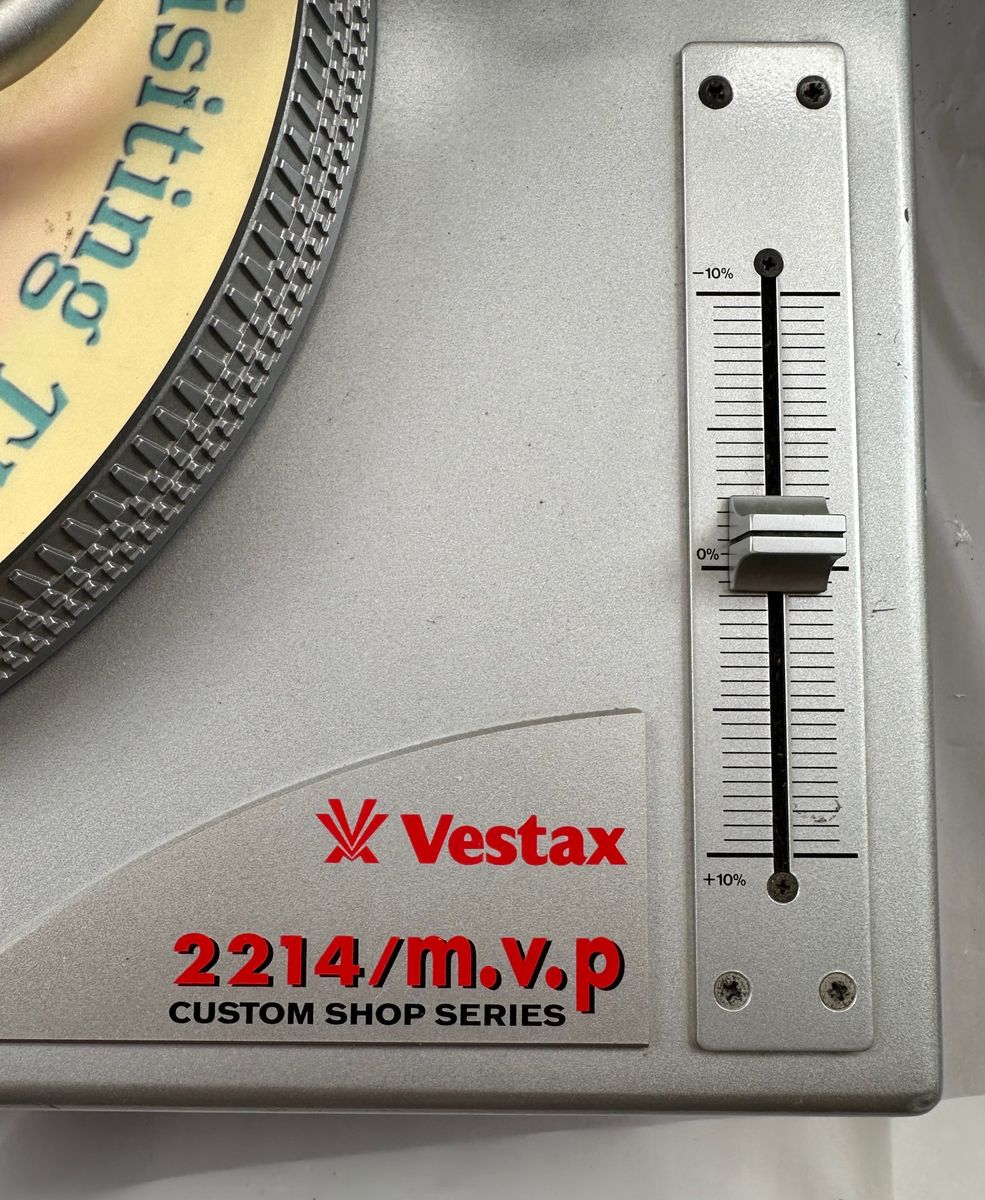 isiting
−10%
0%
+10%
Vestax
2214/m.v.p
CUSTOM SHOP SERIES